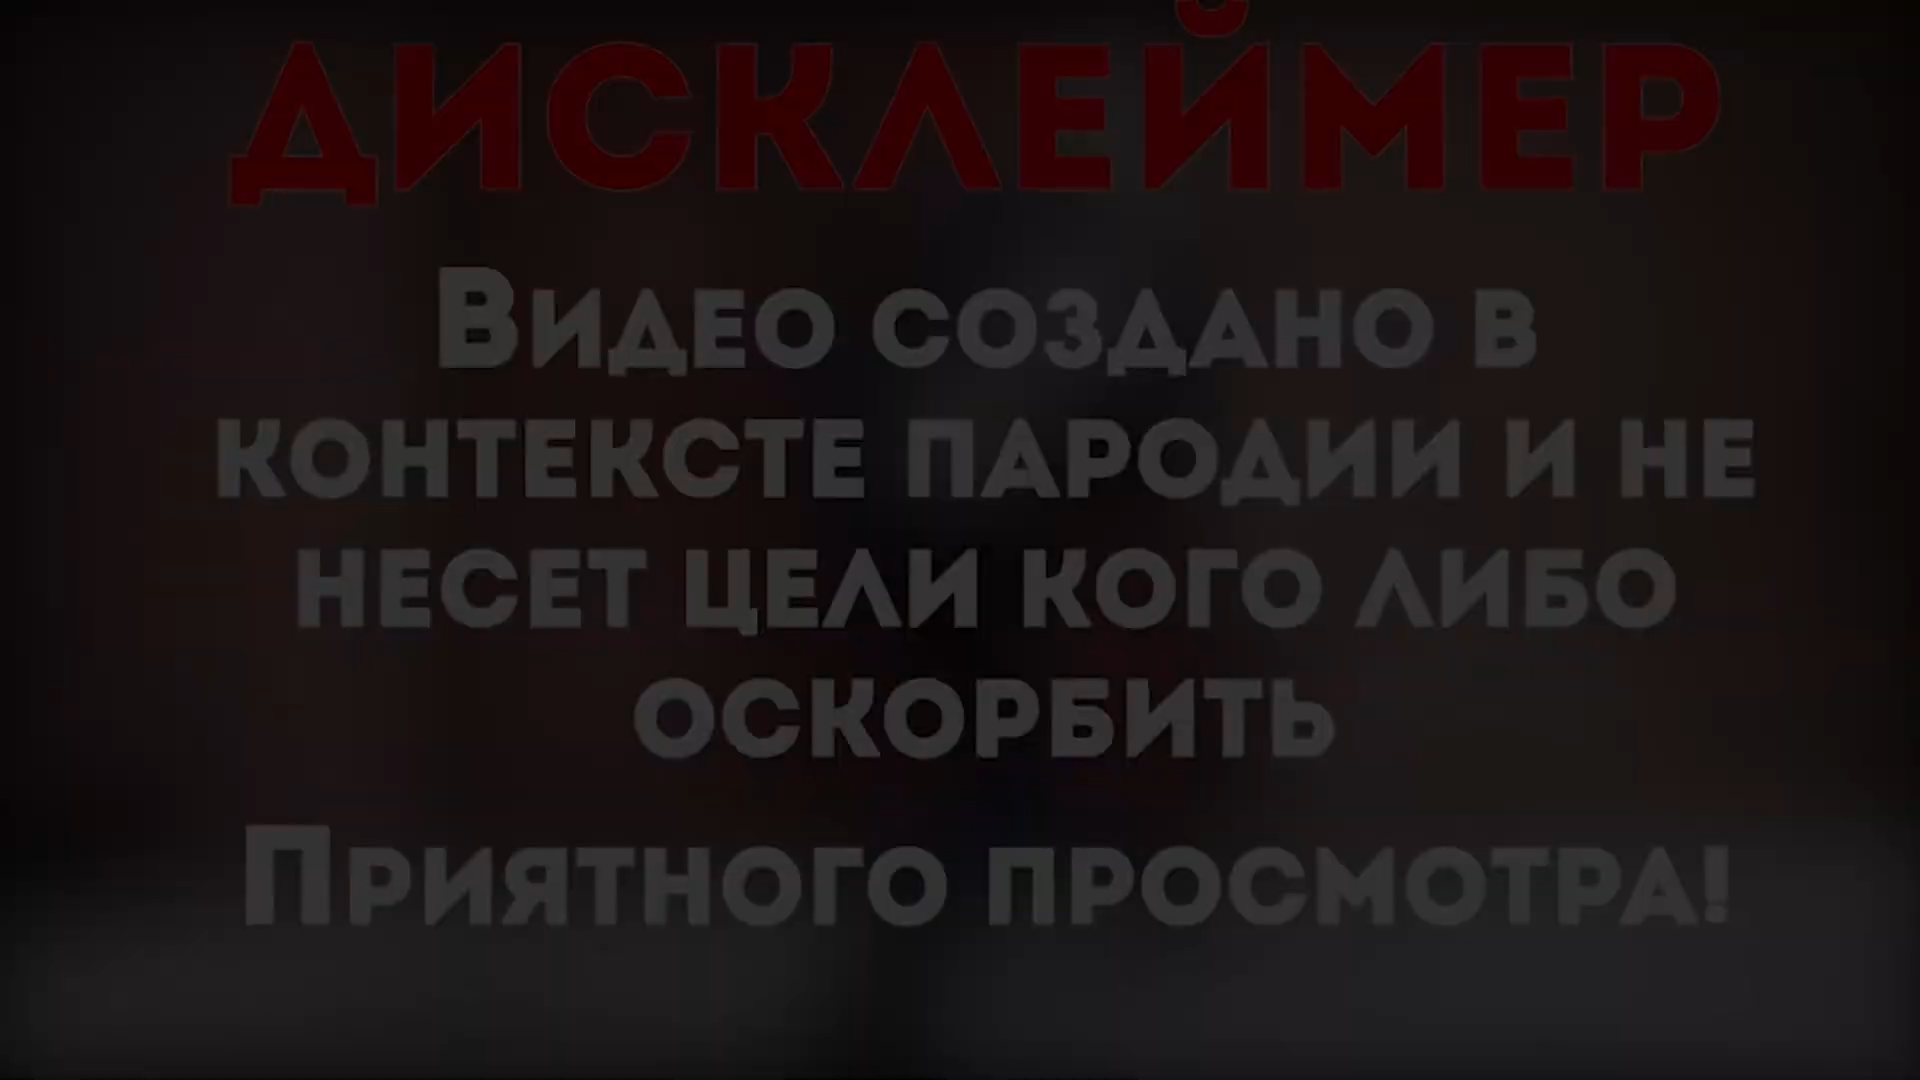 ДИСКЛЕЙМЕР
Видео создано в
контексте пародии и не
несет цели кого либо
оскорбить
Приятного просмотра!